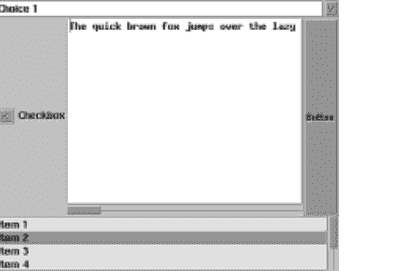 Choice 1
The quick brown fox jumps over the lazy
Checkbox
Button
Item 1
Item 2
Item 3
Item 4